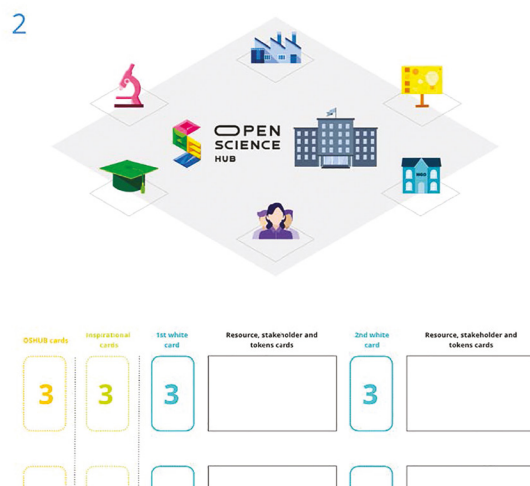 2
OPEN
SCIENCE
HUB
NGO
OSHUB cards
Inspirational
cards
1st white
card
Resource, stakeholder and
tokens cards
2nd white
card
Resource, stakeholder and
tokens cards
3
3
3
3